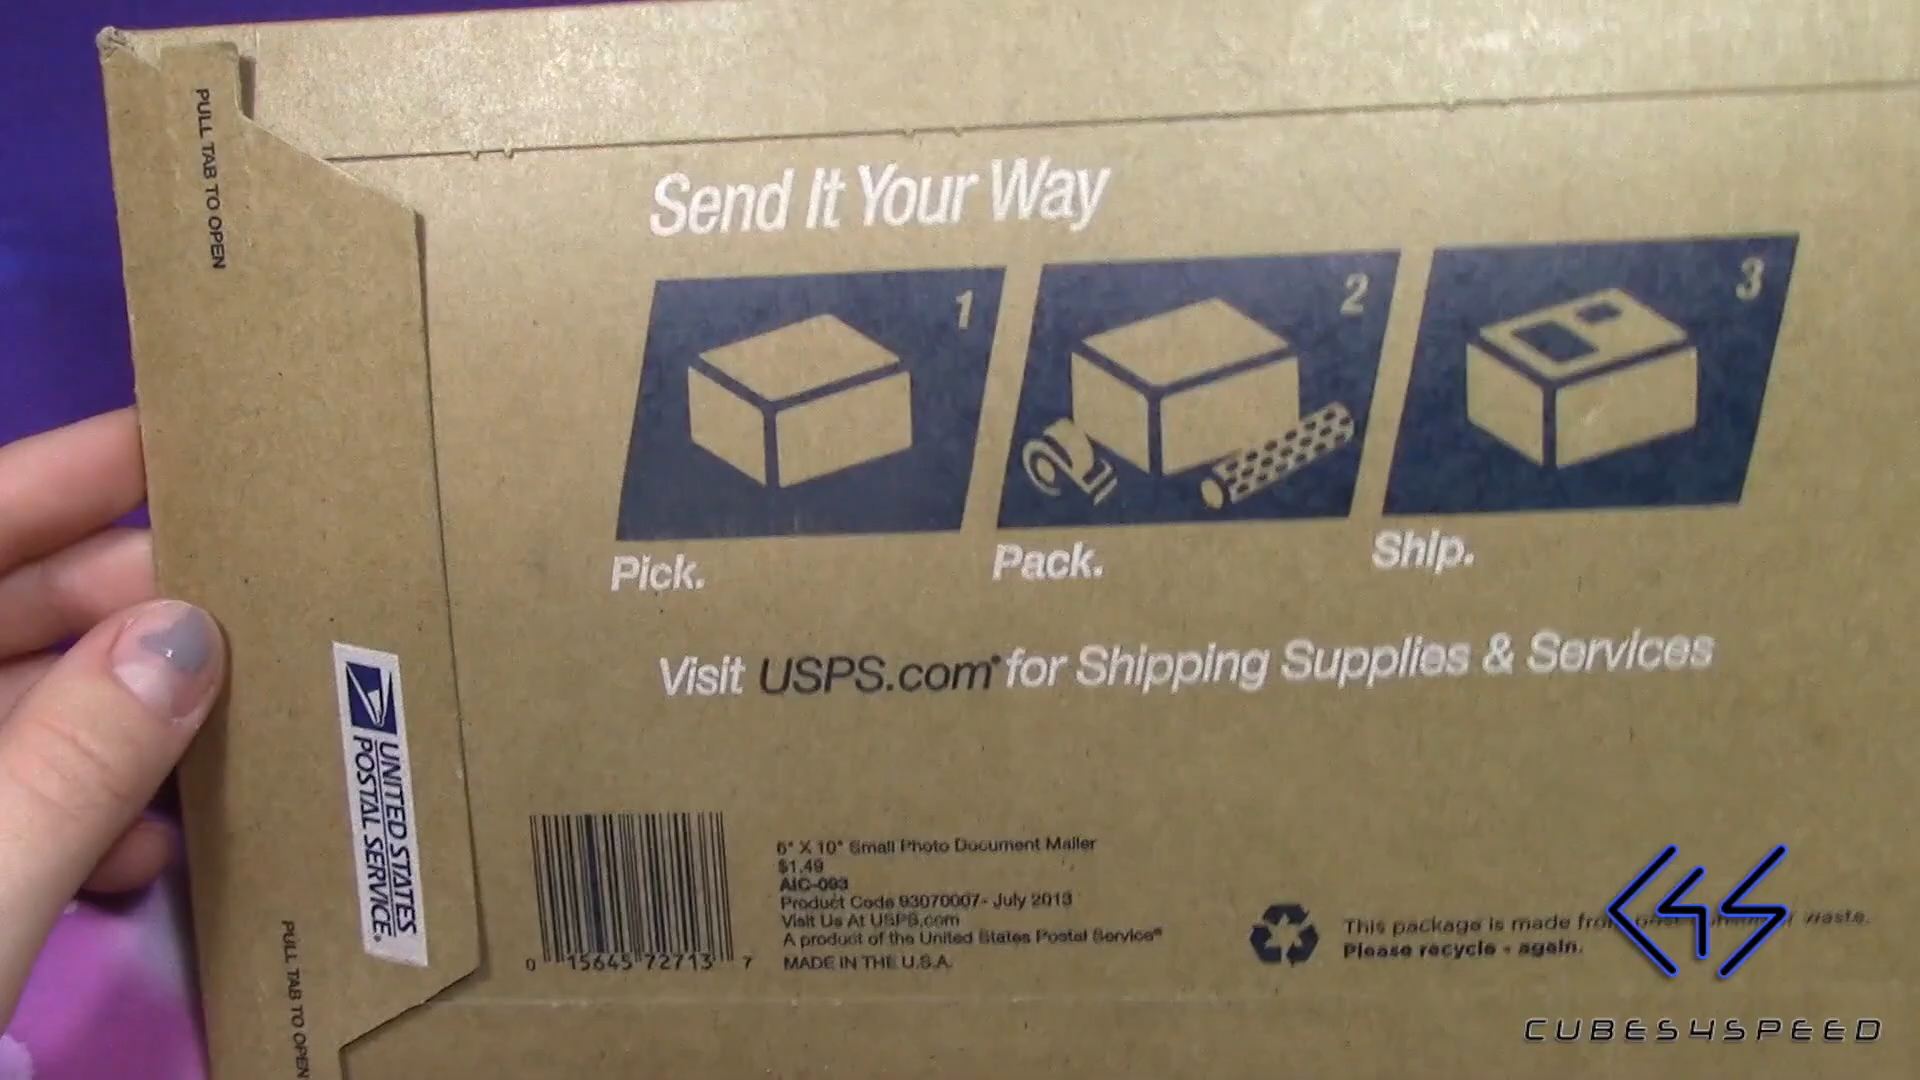 PULL TAB TO OPEN
Send It Your Way
1
2
3
Pick.
Pack.
Ship.
Visit USPS.com® for Shipping Supplies & Services
UNITED STATES
POSTAL SERVICE®
6" X 10" Small Photo Document Mailer
$1.49
AIC-093
Product Code 93070007- July 2013
Visit Us At USPS.com
A product of the United States Postal Service®
MADE IN THE U.S.A.
0 15645 72713 7
This package is made from waste.
Please recycle - again.
PULL TAB TO OPEN
C4S
CUBES4SPEED